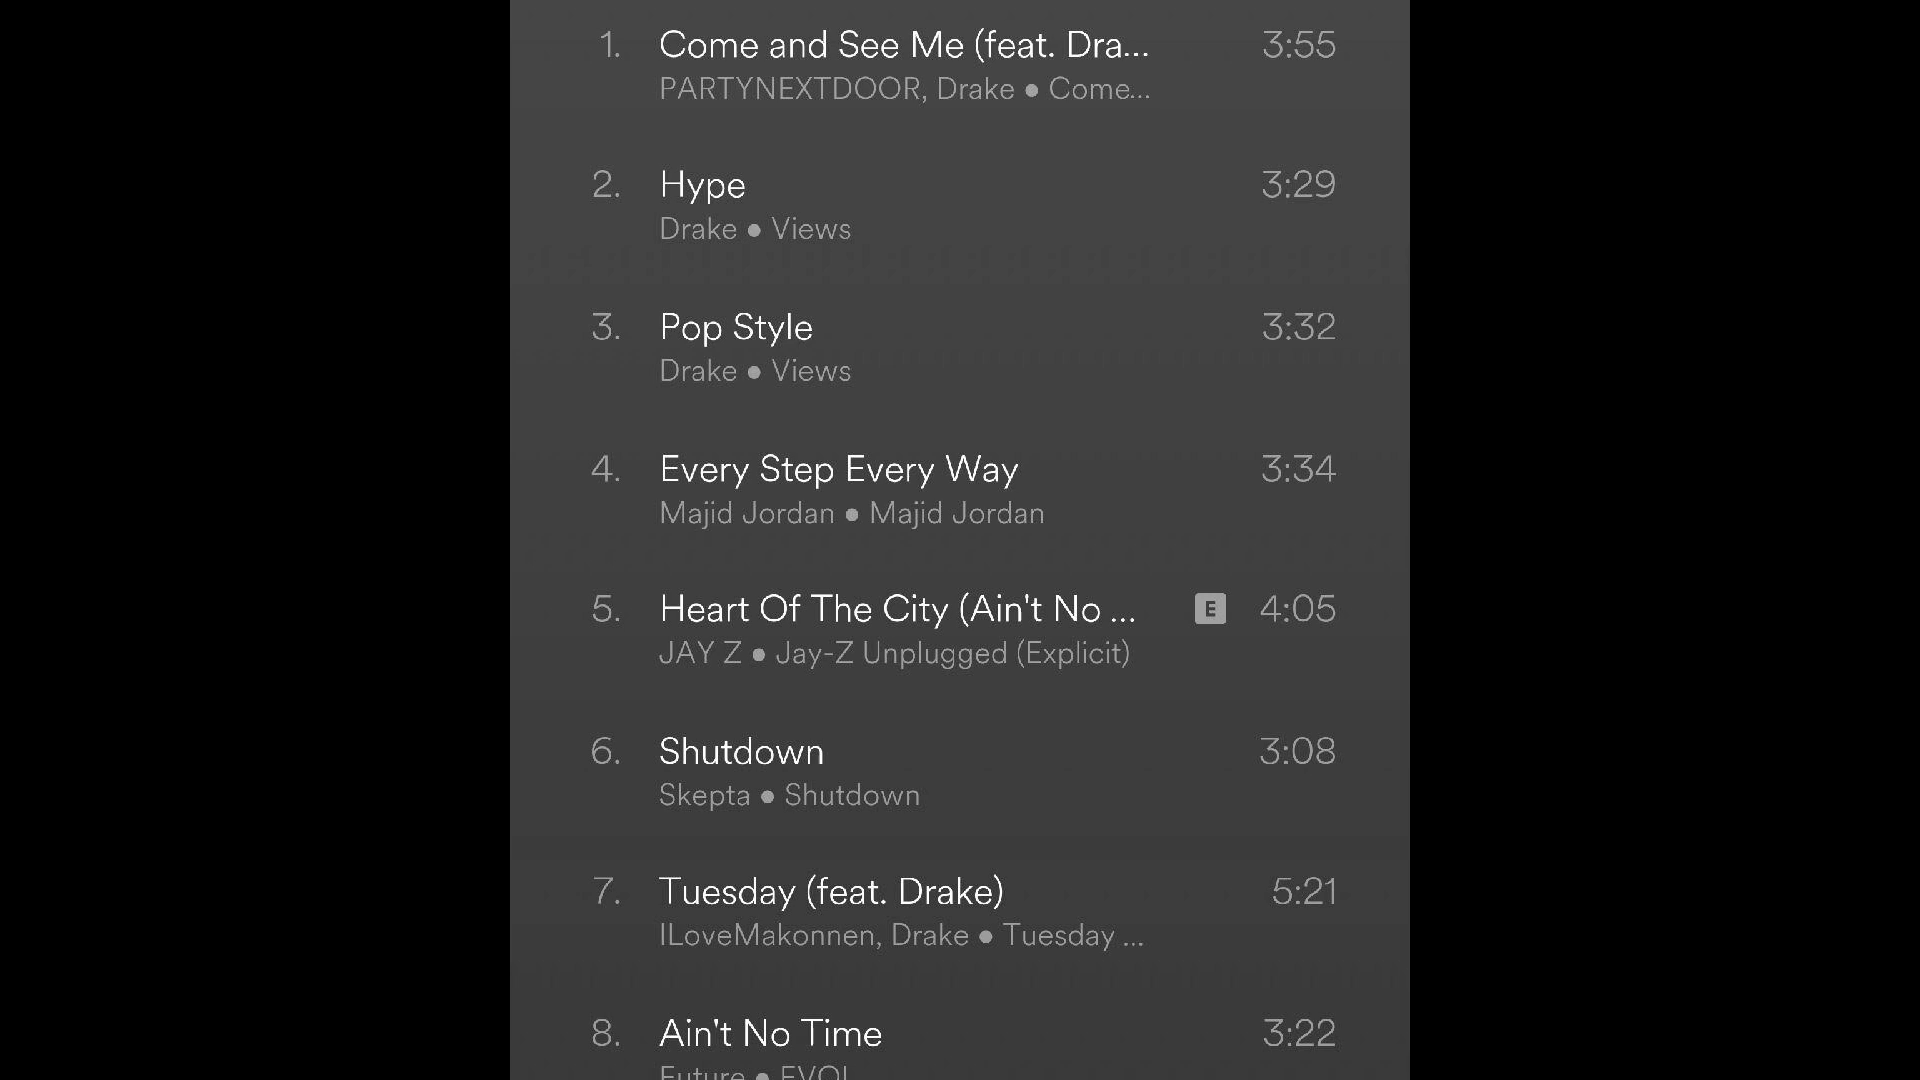 1. Come and See Me (feat. Dra... 3:55
PARTYNEXTDOOR, Drake • Come...
2. Hype 3:29
Drake • Views
3. Pop Style 3:32
Drake • Views
4. Every Step Every Way 3:34
Majid Jordan • Majid Jordan
5. Heart Of The City (Ain't No ... E 4:05
JAY Z • Jay-Z Unplugged (Explicit)
6. Shutdown 3:08
Skepta • Shutdown
7. Tuesday (feat. Drake) 5:21
ILoveMakonnen, Drake • Tuesday ...
8. Ain't No Time 3:22
Future • EVOL